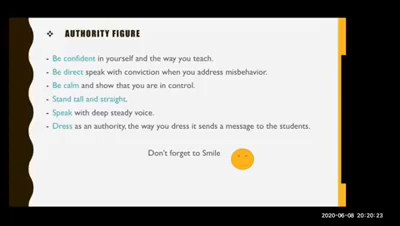 AUTHORITY FIGURE
Be confident in yourself and the way you teach.
Be direct speak with conviction when you address misbehavior.
Be calm and show that you are in control.
Stand tall and straight.
Speak with deep steady voice.
Dress as an authority, the way you dress it sends a message to the students.
Don't forget to Smile
2020-06-08 20:20:23